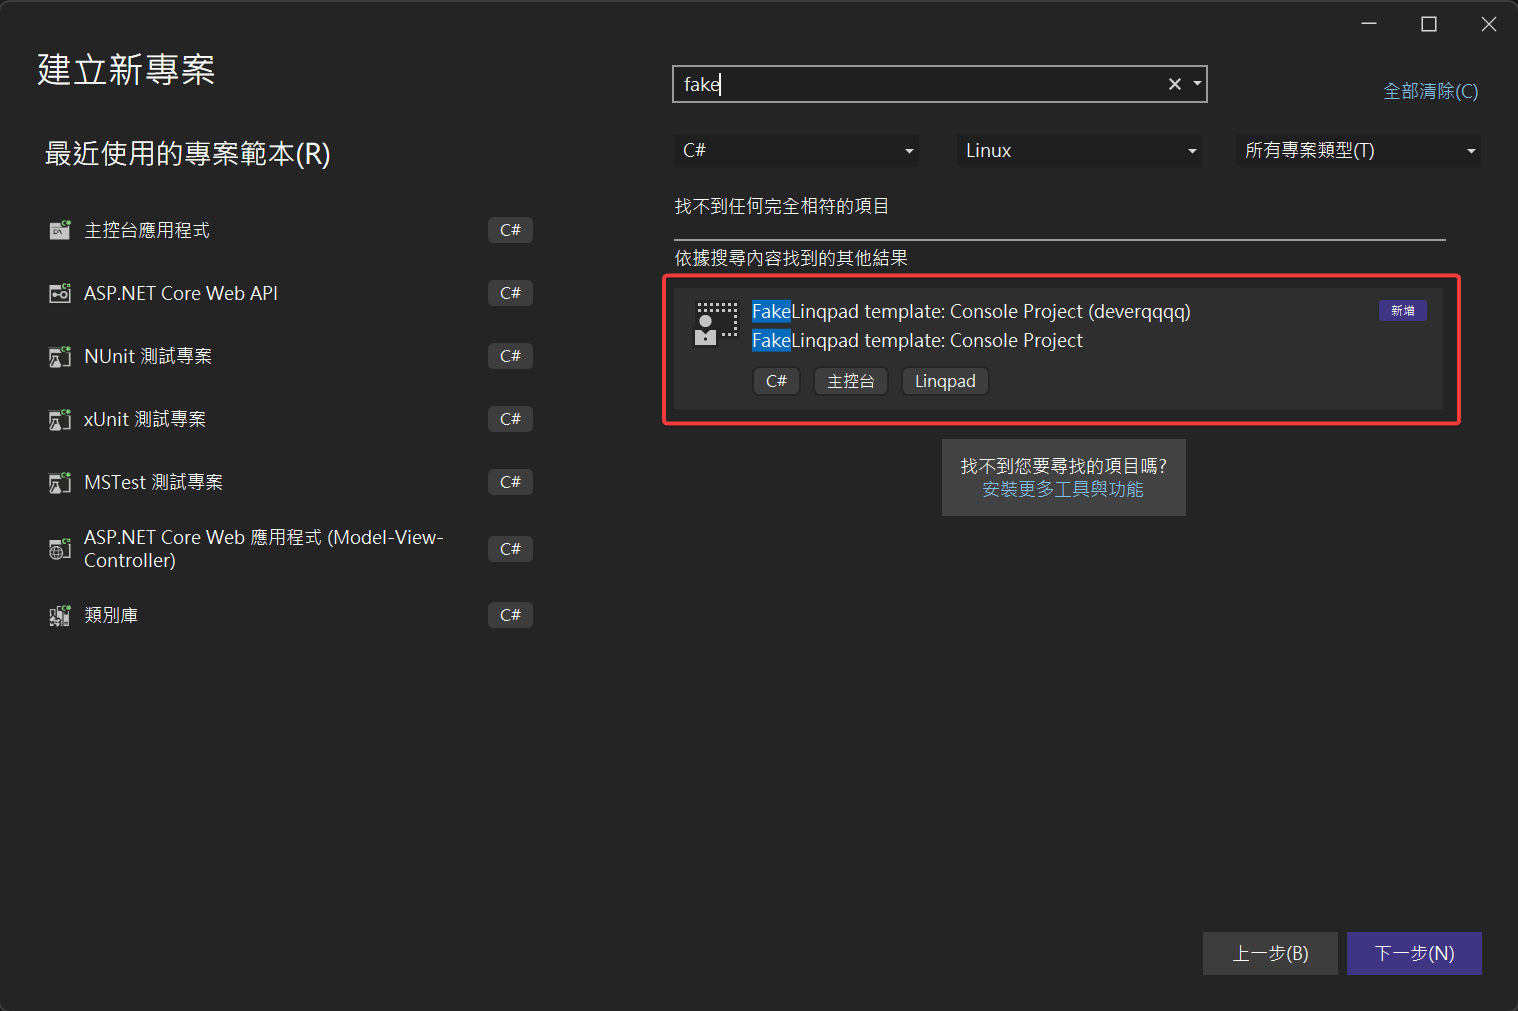 建立新專案
fake
全部清除(C)
最近使用的專案範本(R)
C#
Linux
所有專案類型(T)
主控台應用程式
C#
ASP.NET Core Web API
C#
NUnit 測試專案
C#
xUnit 測試專案
C#
MSTest 測試專案
C#
ASP.NET Core Web 應用程式 (Model-View-
Controller)
C#
類別庫
C#
找不到任何完全相符的項目
依據搜尋內容找到的其他結果
FakeLinqpad template: Console Project (deverqqqq)
新增
FakeLinqpad template: Console Project
C#
主控台
Linqpad
找不到您要尋找的項目嗎?
安裝更多工具與功能
上一步(B)
下一步(N)